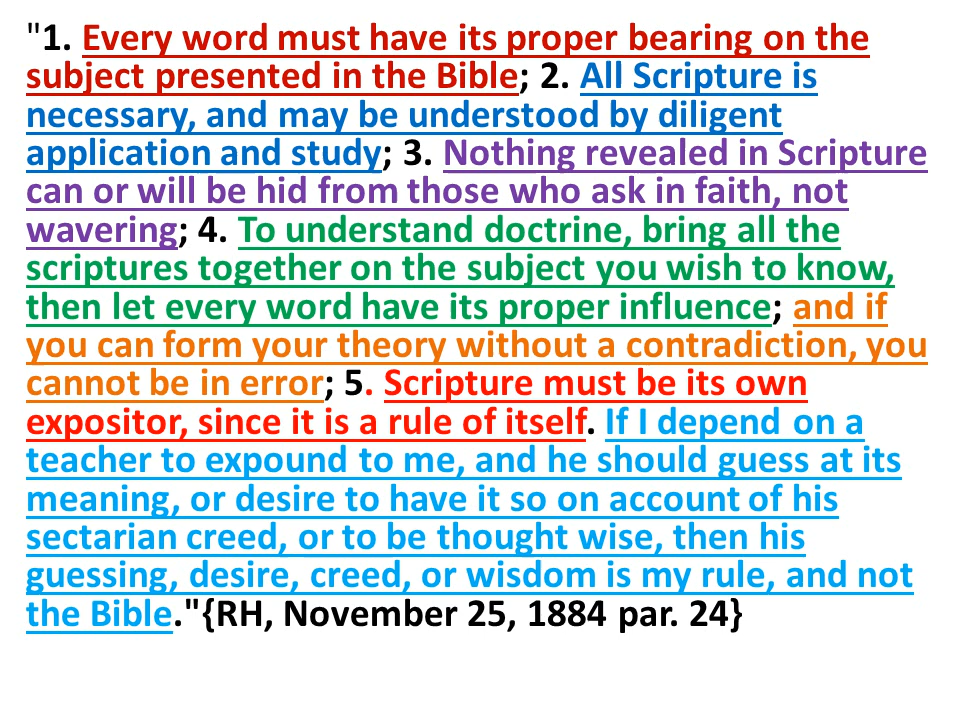 "1. Every word must have its proper bearing on the
subject presented in the Bible; 2. All Scripture is
necessary, and may be understood by diligent
application and study; 3. Nothing revealed in Scripture
can or will be hid from those who ask in faith, not
wavering; 4. To understand doctrine, bring all the
scriptures together on the subject you wish to know,
then let every word have its proper influence; and if
you can form your theory without a contradiction, you
cannot be in error; 5. Scripture must be its own
expositor, since it is a rule of itself. If I depend on a
teacher to expound to me, and he should guess at its
meaning, or desire to have it so on account of his
sectarian creed, or to be thought wise, then his
guessing, desire, creed, or wisdom is my rule, and not
the Bible."{RH, November 25, 1884 par. 24}